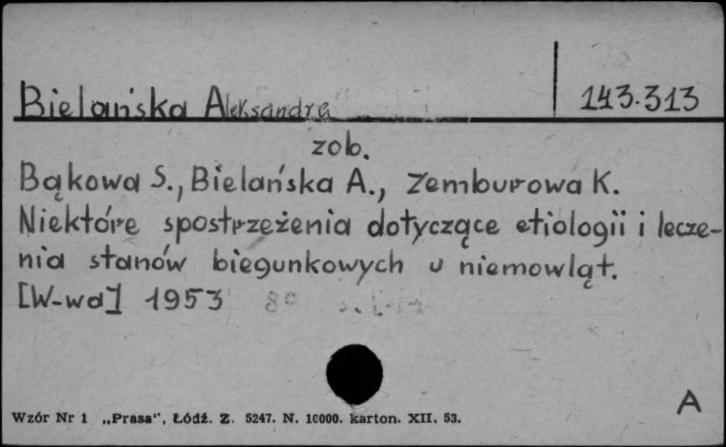 Bielańska Aleksandra
143.313
zob.
Bąkowa S., Bielańska A., Zemburowa K.
Niektóre spostrzeżenia dotyczące etiologii i lecze-
nia stanów biegunkowych u niemowląt.
[W-wa] 1953 8°
A
Wzór Nr 1 „Prasa“, Łódź. Z. 5247. N. 10000. karton. XII. 53.